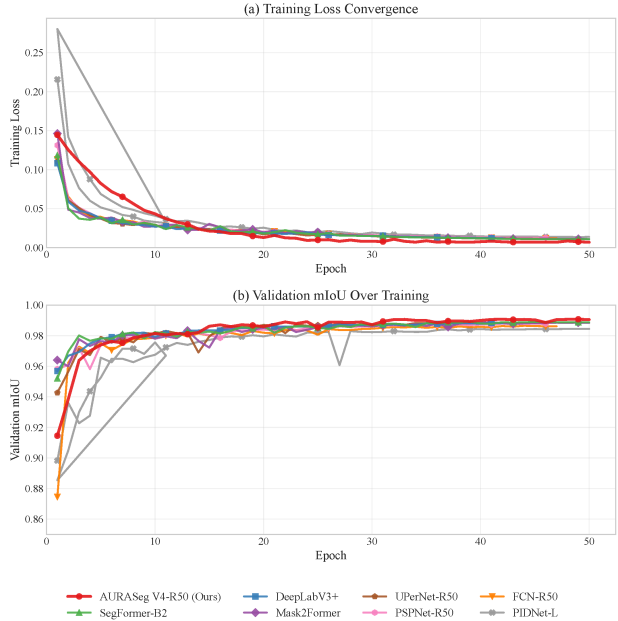 (a) Training Loss Convergence
0.25
0.20
0.15
0.10
0.05
0.00
Training Loss
0 10 20 30 40 50
Epoch
(b) Validation mIoU Over Training
1.00
0.98
0.96
0.94
0.92
0.90
0.88
0.86
Validation mIoU
0 10 20 30 40 50
Epoch
AURASeg V4-R50 (Ours) DeepLabV3+ UPerNet-R50 FCN-R50
SegFormer-B2 Mask2Former PSPNet-R50 PIDNet-L